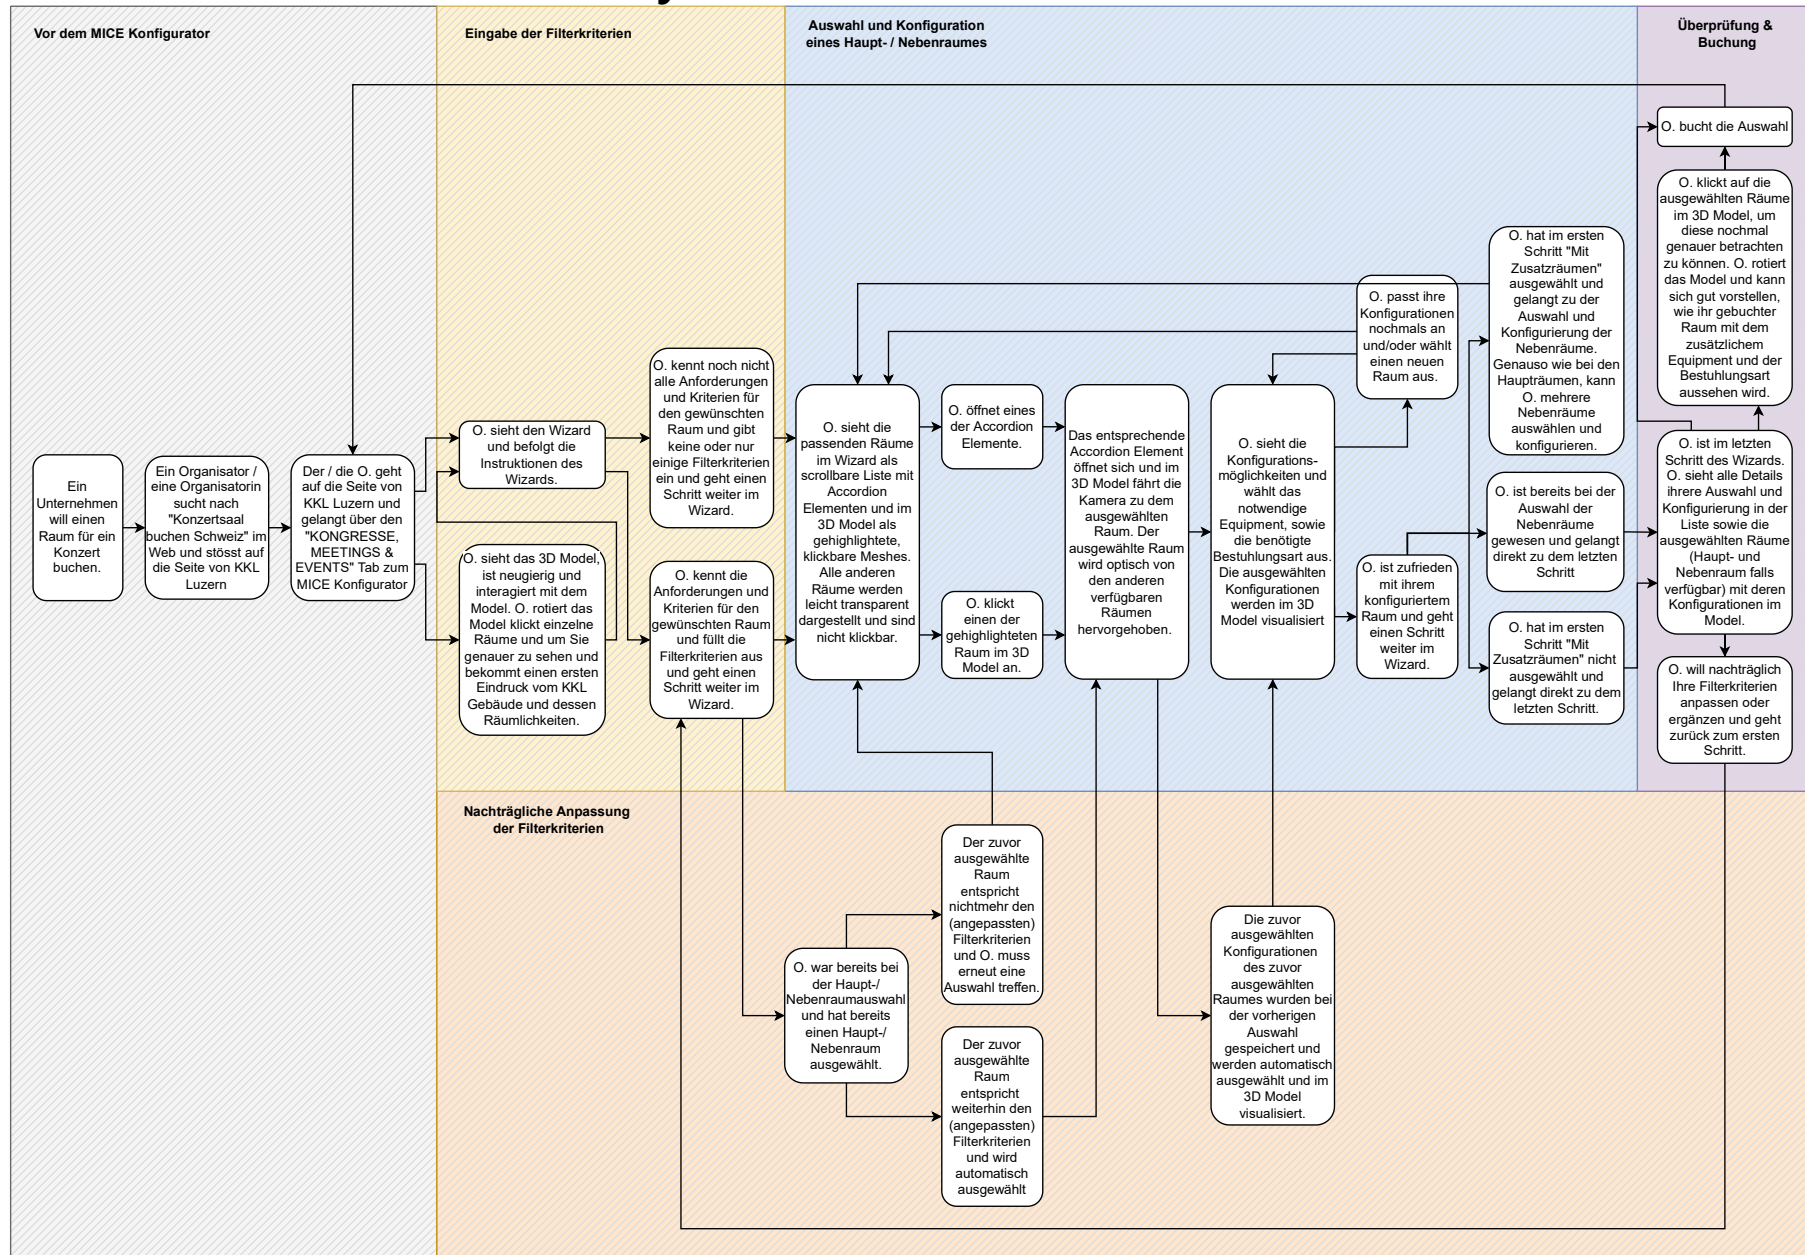 Vor dem MICE Konfigurator
Eingabe der Filterkriterien
Auswahl und Konfiguration
eines Haupt- / Nebenraumes
Überprüfung &
Buchung
Ein
Unternehmen
will einen
Raum für ein
Konzert
buchen.
Ein Organisator /
eine Organisatorin
sucht nach
"Konzertsaal
buchen Schweiz" im
Web und stösst auf
die Seite von KKL
Luzern
Der / die O. geht
auf die Seite von
KKL Luzern und
gelangt über den
"KONGRESSE,
MEETINGS &
EVENTS" Tab zum
MICE Konfigurator
O. sieht den Wizard
und befolgt die
Instruktionen des
Wizards.
O. sieht das 3D Model,
ist neugierig und
interagiert mit dem
Model. O. rotiert das
Model klickt einzelne
Räume und um Sie
genauer zu sehen und
bekommt einen ersten
Eindruck vom KKL
Gebäude und dessen
Räumlichkeiten.
O. kennt noch nicht
alle Anforderungen
und Kriterien für
den gewünschten
Raum und gibt
keine oder nur
einige Filterkriterien
ein und geht einen
Schritt weiter im
Wizard.
O. kennt die
Anforderungen und
Kriterien für den
gewünschten Raum
und füllt die
Filterkriterien aus
und geht einen
Schritt weiter im
Wizard.
O. sieht die
passenden Räume
im Wizard als
scrollbare Liste mit
Accordion
Elementen und im
3D Model als
gehighlightete,
klickbare Meshes.
Alle anderen
Räume werden
leicht transparent
dargestellt und sind
nicht klickbar.
O. öffnet eines
der Accordion
Elemente.
O. klickt
einen der
gehighlighteten
Raum im 3D
Model an.
Das entsprechende
Accordion Element
öffnet sich und im
3D Model fährt die
Kamera zu dem
ausgewählten
Raum. Der
ausgewählte Raum
wird optisch von
den anderen
verfügbaren
Räumen
hervorgehoben.
O. sieht die
Konfigurations-
möglichkeiten und
wählt das
notwendige
Equipment, sowie
die benötigte
Bestuhlungsart aus.
Die ausgewählten
Konfigurationen
werden im 3D
Model visualisiert
O. passt ihre
Konfigurationen
nochmals an
und/oder wählt
einen neuen
Raum aus.
O. ist zufrieden
mit ihrem
konfiguriertem
Raum und geht
einen Schritt
weiter im
Wizard.
O. hat im ersten
Schritt "Mit
Zusatzräumen"
ausgewählt und
gelangt zu der
Auswahl und
Konfigurierung der
Nebenräume.
Genauso wie bei den
Haupträumen, kann
O. mehrere
Nebenräume
auswählen und
konfigurieren.
O. ist bereits bei der
Auswahl der
Nebenräume
gewesen und gelangt
direkt zu dem letzten
Schritt
O. hat im ersten
Schritt "Mit
Zusatzräumen" nicht
ausgewählt und
gelangt direkt zu dem
letzten Schritt.
O. bucht die Auswahl
O. klickt auf die
ausgewählten Räume
im 3D Model, um
diese nochmal
genauer betrachten
zu können. O. rotiert
das Model und kann
sich gut vorstellen,
wie ihr gebuchter
Raum mit dem
zusätzlichem
Equipment und der
Bestuhlungsart
aussehen wird.
O. ist im letzten
Schritt des Wizards.
O. sieht alle Details
ihrere Auswahl und
Konfigurierung in der
Liste sowie die
ausgewählten Räume
(Haupt- und
Nebenraum falls
verfügbar) mit deren
Konfigurationen im
Model.
O. will nachträglich
Ihre Filterkriterien
anpassen oder
ergänzen und geht
zurück zum ersten
Schritt.
Nachträgliche Anpassung
der Filterkriterien
O. war bereits bei
der Haupt-/
Nebenraumauswahl
und hat bereits
einen Haupt-/
Nebenraum
ausgewählt.
Der zuvor
ausgewählte
Raum
entspricht
nichtmehr den
(angepassten)
Filterkriterien
und O. muss
erneut eine
Auswahl treffen.
Der zuvor
ausgewählte
Raum
entspricht
weiterhin den
(angepassten)
Filterkriterien
und wird
automatisch
ausgewählt
Die zuvor
ausgewählten
Konfigurationen
des zuvor
ausgewählten
Raumes wurden bei
der vorherigen
Auswahl
gespeichert und
werden automatisch
ausgewählt und im
3D Model
visualisiert.